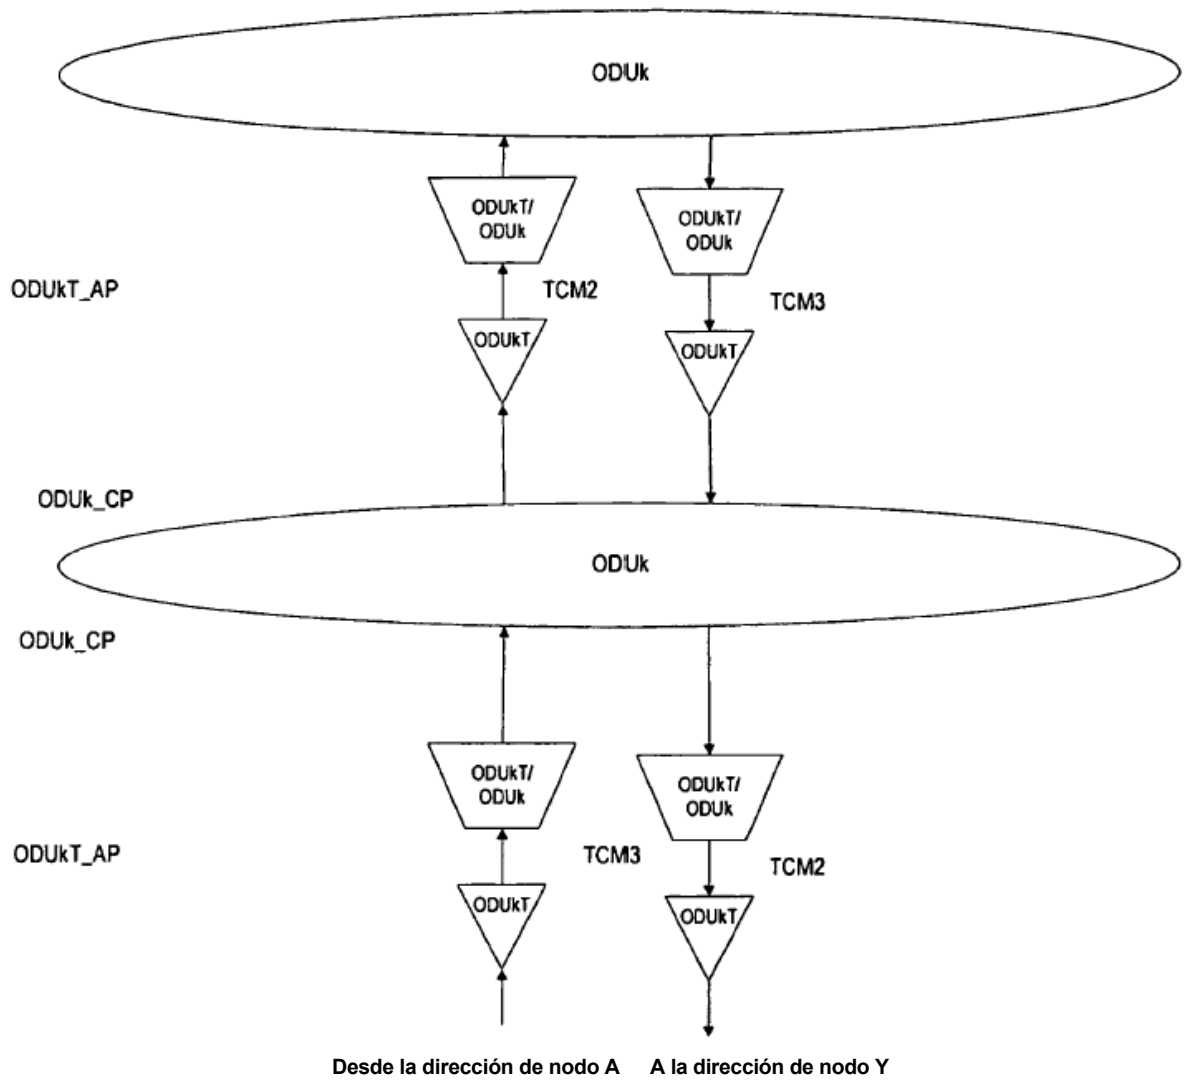 ODUk
ODUkT/
ODUk
ODUkT/
ODUk
ODUkT_AP
TCM2
TCM3
ODUkT
ODUkT
ODUk_CP
ODUk
ODUk_CP
ODUkT/
ODUk
ODUkT/
ODUk
ODUkT_AP
TCM3
TCM2
ODUkT
ODUkT
Desde la dirección de nodo A
A la dirección de nodo Y